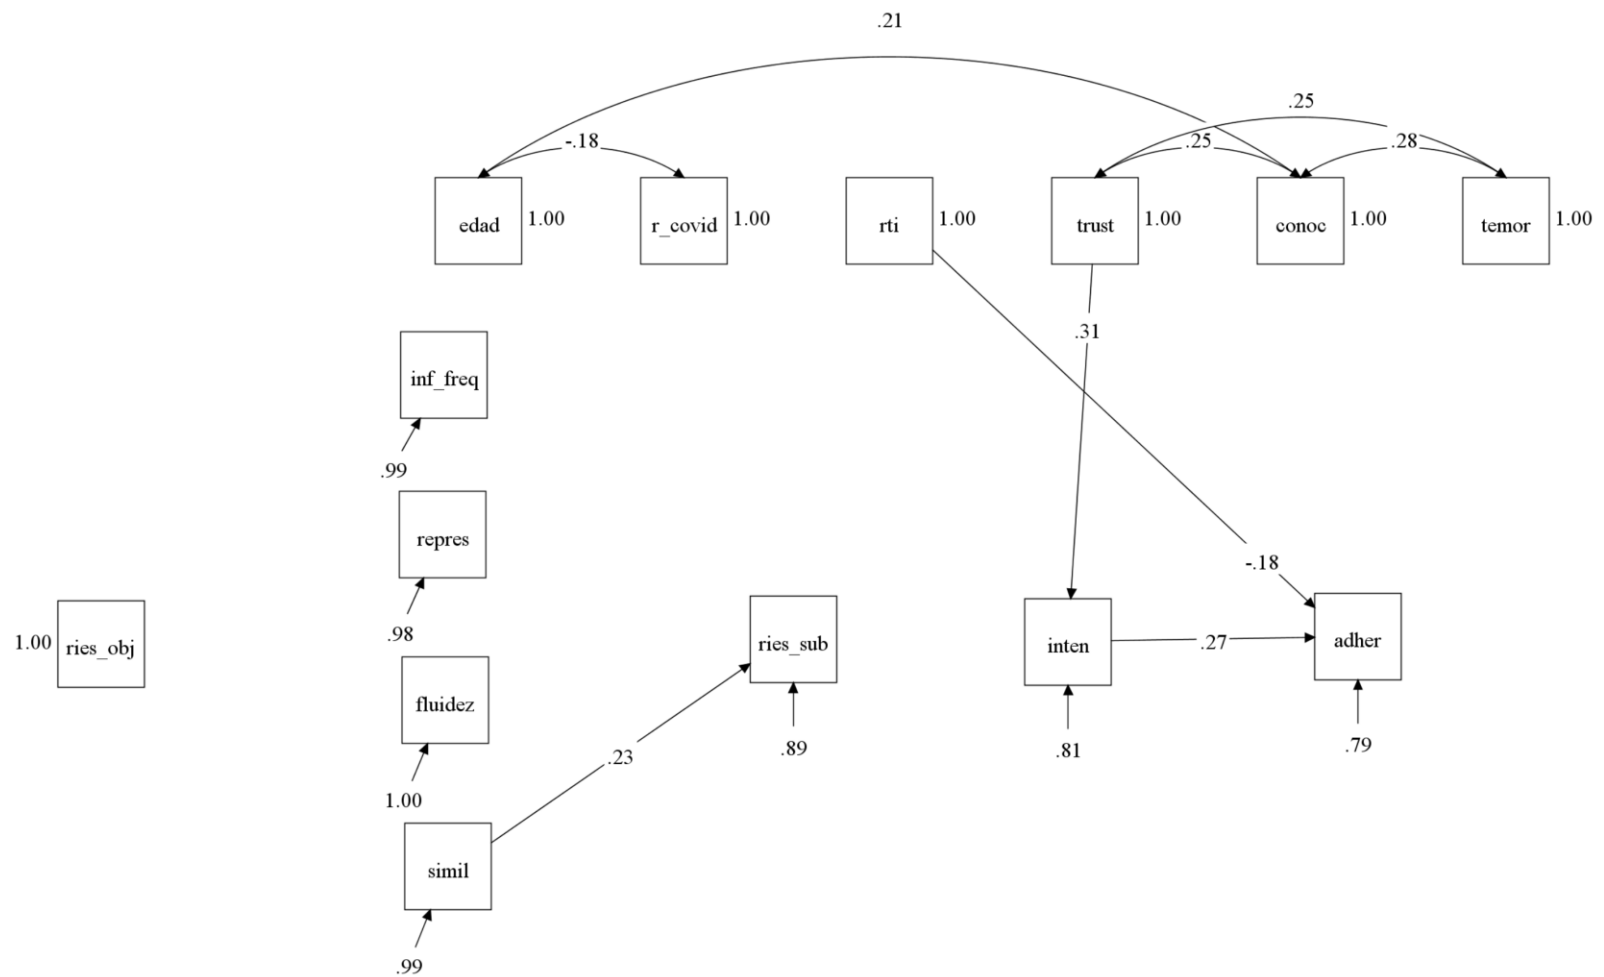 .21
.25
-.18
.25
.28
edad
1.00
r_covid
1.00
rti
1.00
trust
1.00
conoc
1.00
temor
1.00
.31
inf_freq
.99
repres
-.18
.98
1.00
ries_obj
ries_sub
inten
.27
adher
fluidez
.23
.89
.81
.79
1.00
simil
.99